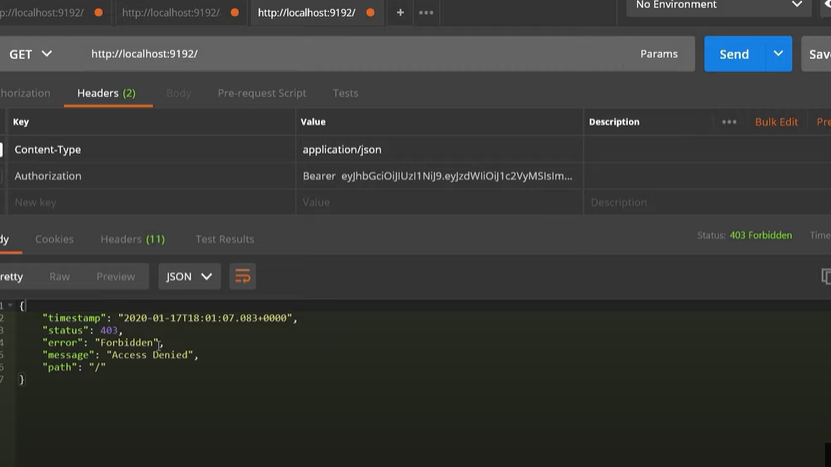 p://localhost:9192/ http://localhost:9192/ http://localhost:9192/ + ••• No Environment
GET http://localhost:9192/ Params Send Save
horization Headers (2) Body Pre-request Script Tests
Key Value Description ••• Bulk Edit Pre
Content-Type application/json
Authorization Bearer eyJhbGciOiJIUzI1NiJ9.eyJzdWIiOiJ1c2VyMSIsIm...
New key Value Description
dy Cookies Headers (11) Test Results Status: 403 Forbidden Time
retty Raw Preview JSON
1 {
2 "timestamp": "2020-01-17T18:01:07.083+0000",
3 "status": 403,
4 "error": "Forbidden",
5 "message": "Access Denied",
6 "path": "/"
7 }